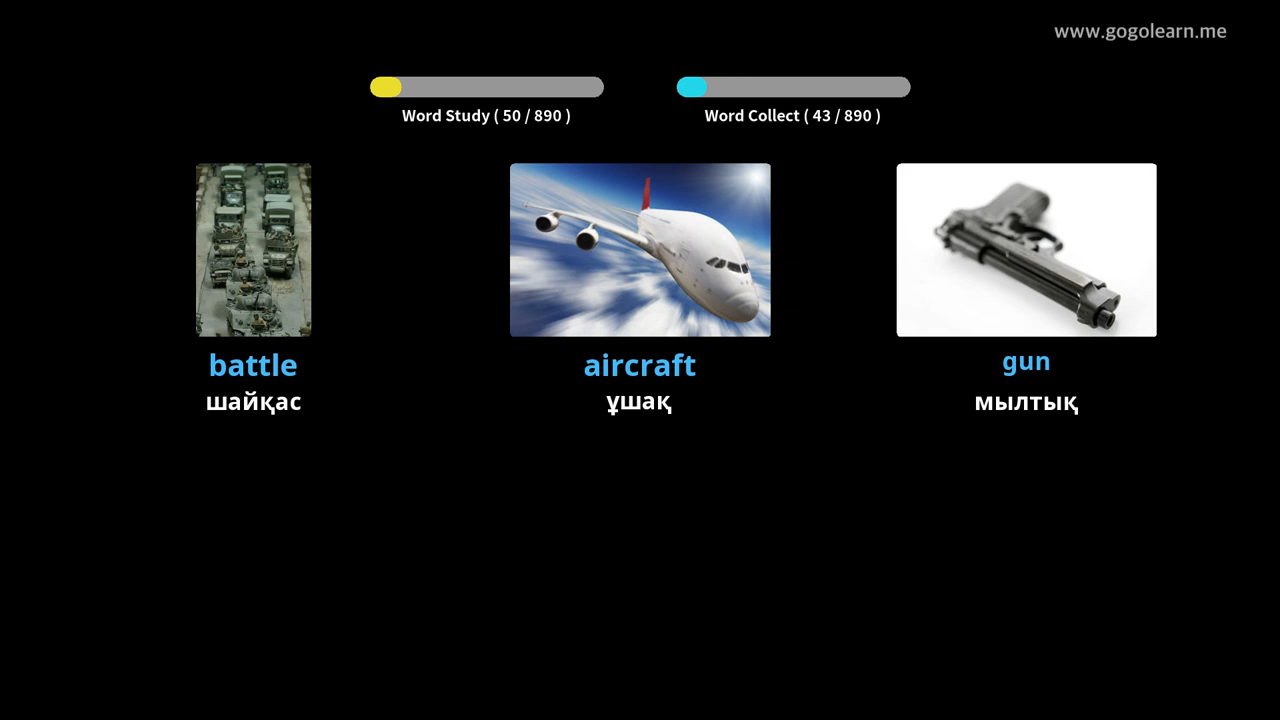 www.gogolearn.me
Word Study ( 50 / 890 )
Word Collect ( 43 / 890 )
battle
шайқас
aircraft
ұшақ
gun
мылтық